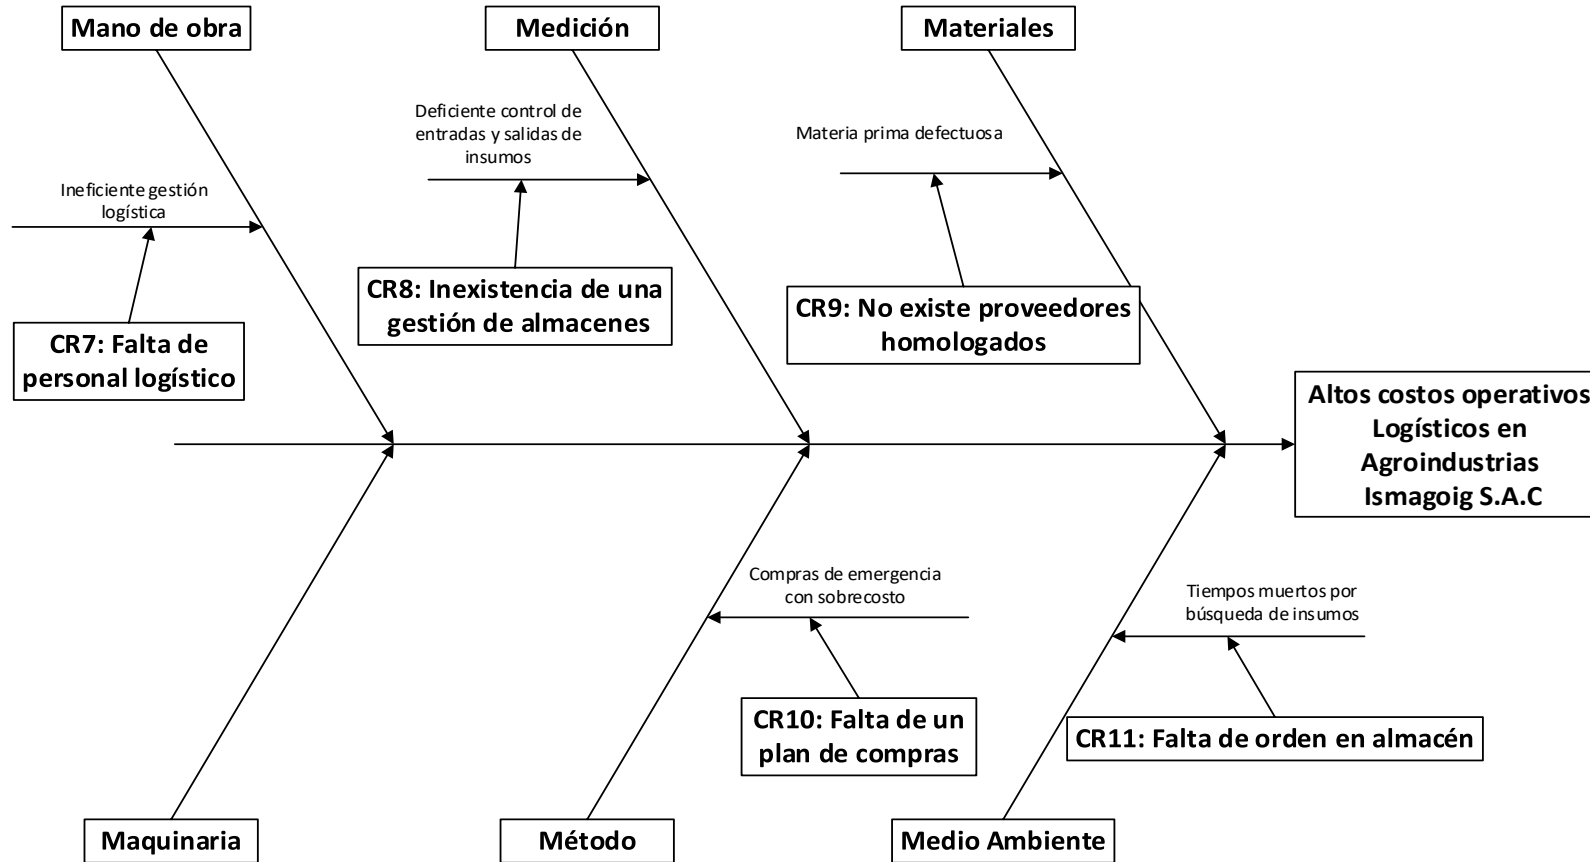 Mano de obra
Medición
Materiales
Deficiente control de
entradas y salidas de
insumos
Materia prima defectuosa
Ineficiente gestión
logística
CR8: Inexistencia de una
gestión de almacenes
CR9: No existe proveedores
homologados
CR7: Falta de
personal logístico
Altos costos operativos
Logísticos en
Agroindustrias
Ismagoig S.A.C
Compras de emergencia
con sobrecosto
Tiempos muertos por
búsqueda de insumos
CR10: Falta de un
plan de compras
CR11: Falta de orden en almacén
Maquinaria
Método
Medio Ambiente